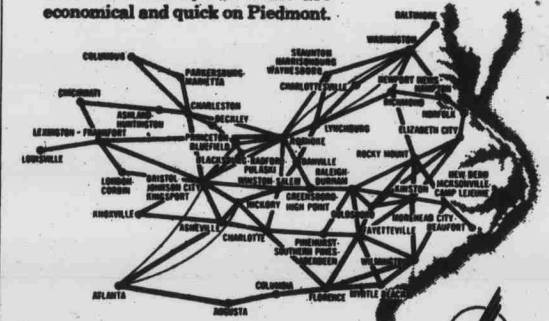 economical and quick on Piedmont.
BALTIMORE
COLUMBUS
WASHINGTON
STAUNTON
HARRISONBURG
WAYNESBORO
PARKERSBURG-
MARIETTA
CHARLOTTESVILLE
NEWPORT NEWS-
HAMPTON
RICHMOND
CINCINNATI
NORFOLK
CHARLESTON
ASHLAND-
HUNTINGTON
BECKLEY
LYNCHBURG
ELIZABETH CITY
LEXINGTON - FRANKFORT
PRINCETON
BLUEFIELD
ROANOKE
LOUISVILLE
BLACKSBURG-RADFORD
PULASKI
DANVILLE
ROCKY MOUNT
LONDON-
CORBIN
BRISTOL
JOHNSON CITY
KINGSPORT
WINSTON-SALEM
RALEIGH-
DURHAM
GREENSBORO-
HIGH POINT
NEW BERN
JACKSONVILLE-
CAMP LEJEUNE
KINSTON
HICKORY
KNOXVILLE
GOLDSBORO
MOREHEAD CITY-
BEAUFORT
ASHEVILLE
CHARLOTTE
FAYETTEVILLE
PINEHURST-
SOUTHERN PINES-
ABERDEEN
WILMINGTON
ATLANTA
COLUMBIA
FLORENCE
MYRTLE BEACH
AUGUSTA